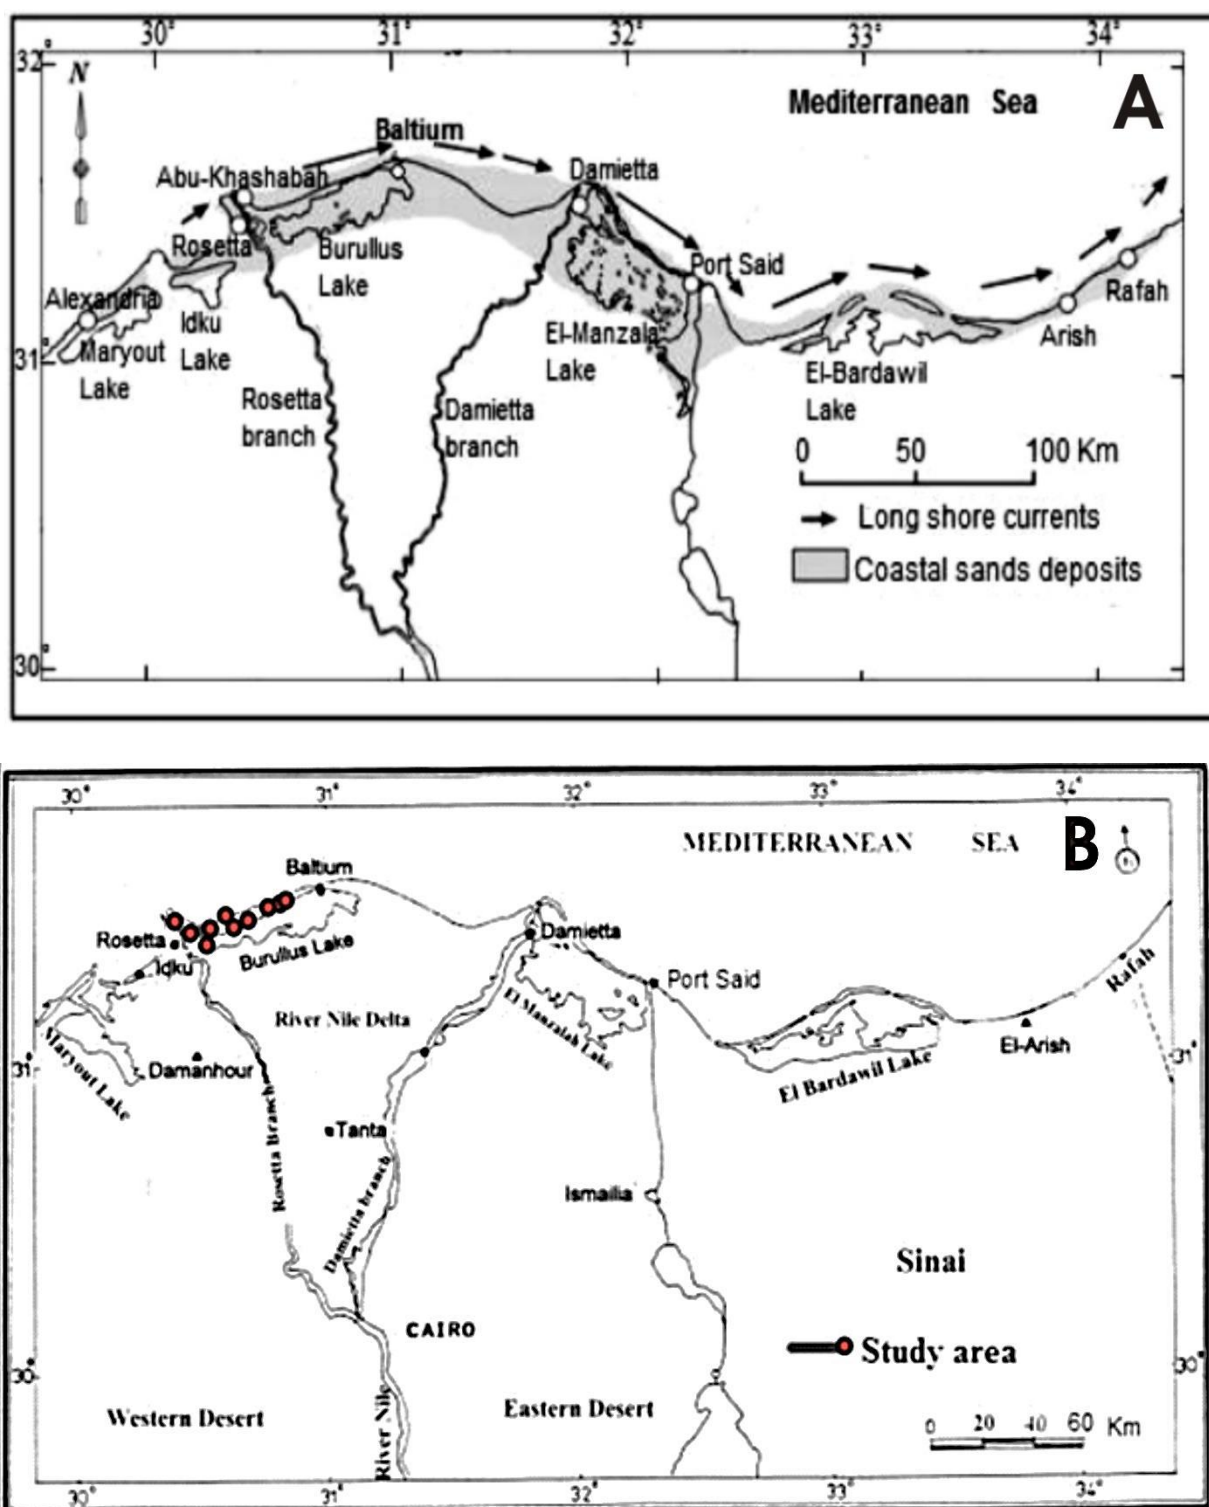 30° 31° 32° 33° 34°
32°
N
Mediterranean Sea
A
Baltium
Damietta
Abu-Khashabah
Rosetta
Burullus
Lake
Port Said
Rafah
Alexandria
Idku
Lake
Maryout
Lake
El-Manzala
Lake
Arish
31°
El-Bardawil
Lake
Rosetta
branch
Damietta
branch
0 50 100 Km
Long shore currents
Coastal sands deposits
30°
30° 31° 32° 33° 34°
MEDITERRANEAN SEA
B
Baltium
Rosetta
Damietta
Idku
Burullus Lake
Port Said
Rafah
El Manzalah Lake
River Nile Delta
El-Arish
31° 31°
Maryout Lake
Damanhour
El Bardawil Lake
Rosetta Branch
Tanta
Damietta branch
Ismailia
Sinai
CAIRO
Study area
30° 30°
Western Desert
River Nile
Eastern Desert
0 20 40 60 Km
30° 31° 32° 33° 34°